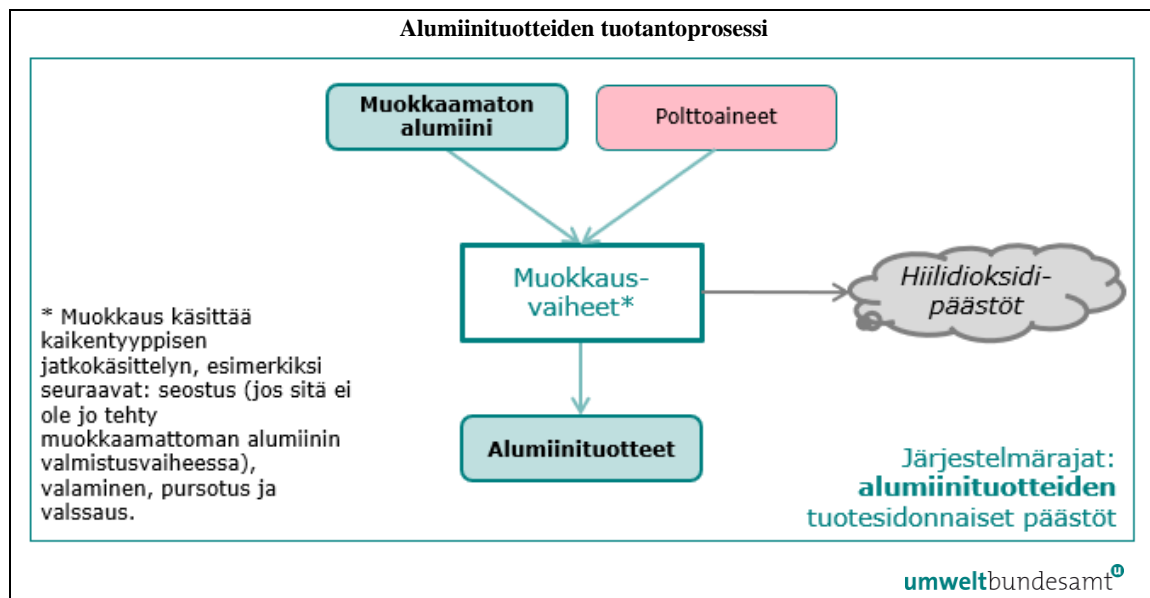 Alumiinituotteiden tuotantoprosessi
Muokkaamaton
alumiini
Polttoaineet
Muokkaus-
vaiheet*
Hiilidioksidi-
päästöt
* Muokkaus käsittää
kaikentyyppisen
jatkokäsittelyn, esimerkiksi
seuraavat: seostus (jos sitä ei
ole jo tehty
muokkaamattoman alumiinin
valmistusvaiheessa),
valaminen, pursotus ja
valssaus.
Alumiinituotteet
Järjestelmärajat:
alumiinituotteiden
tuotesidonnaiset päästöt
umweltbundesamt u